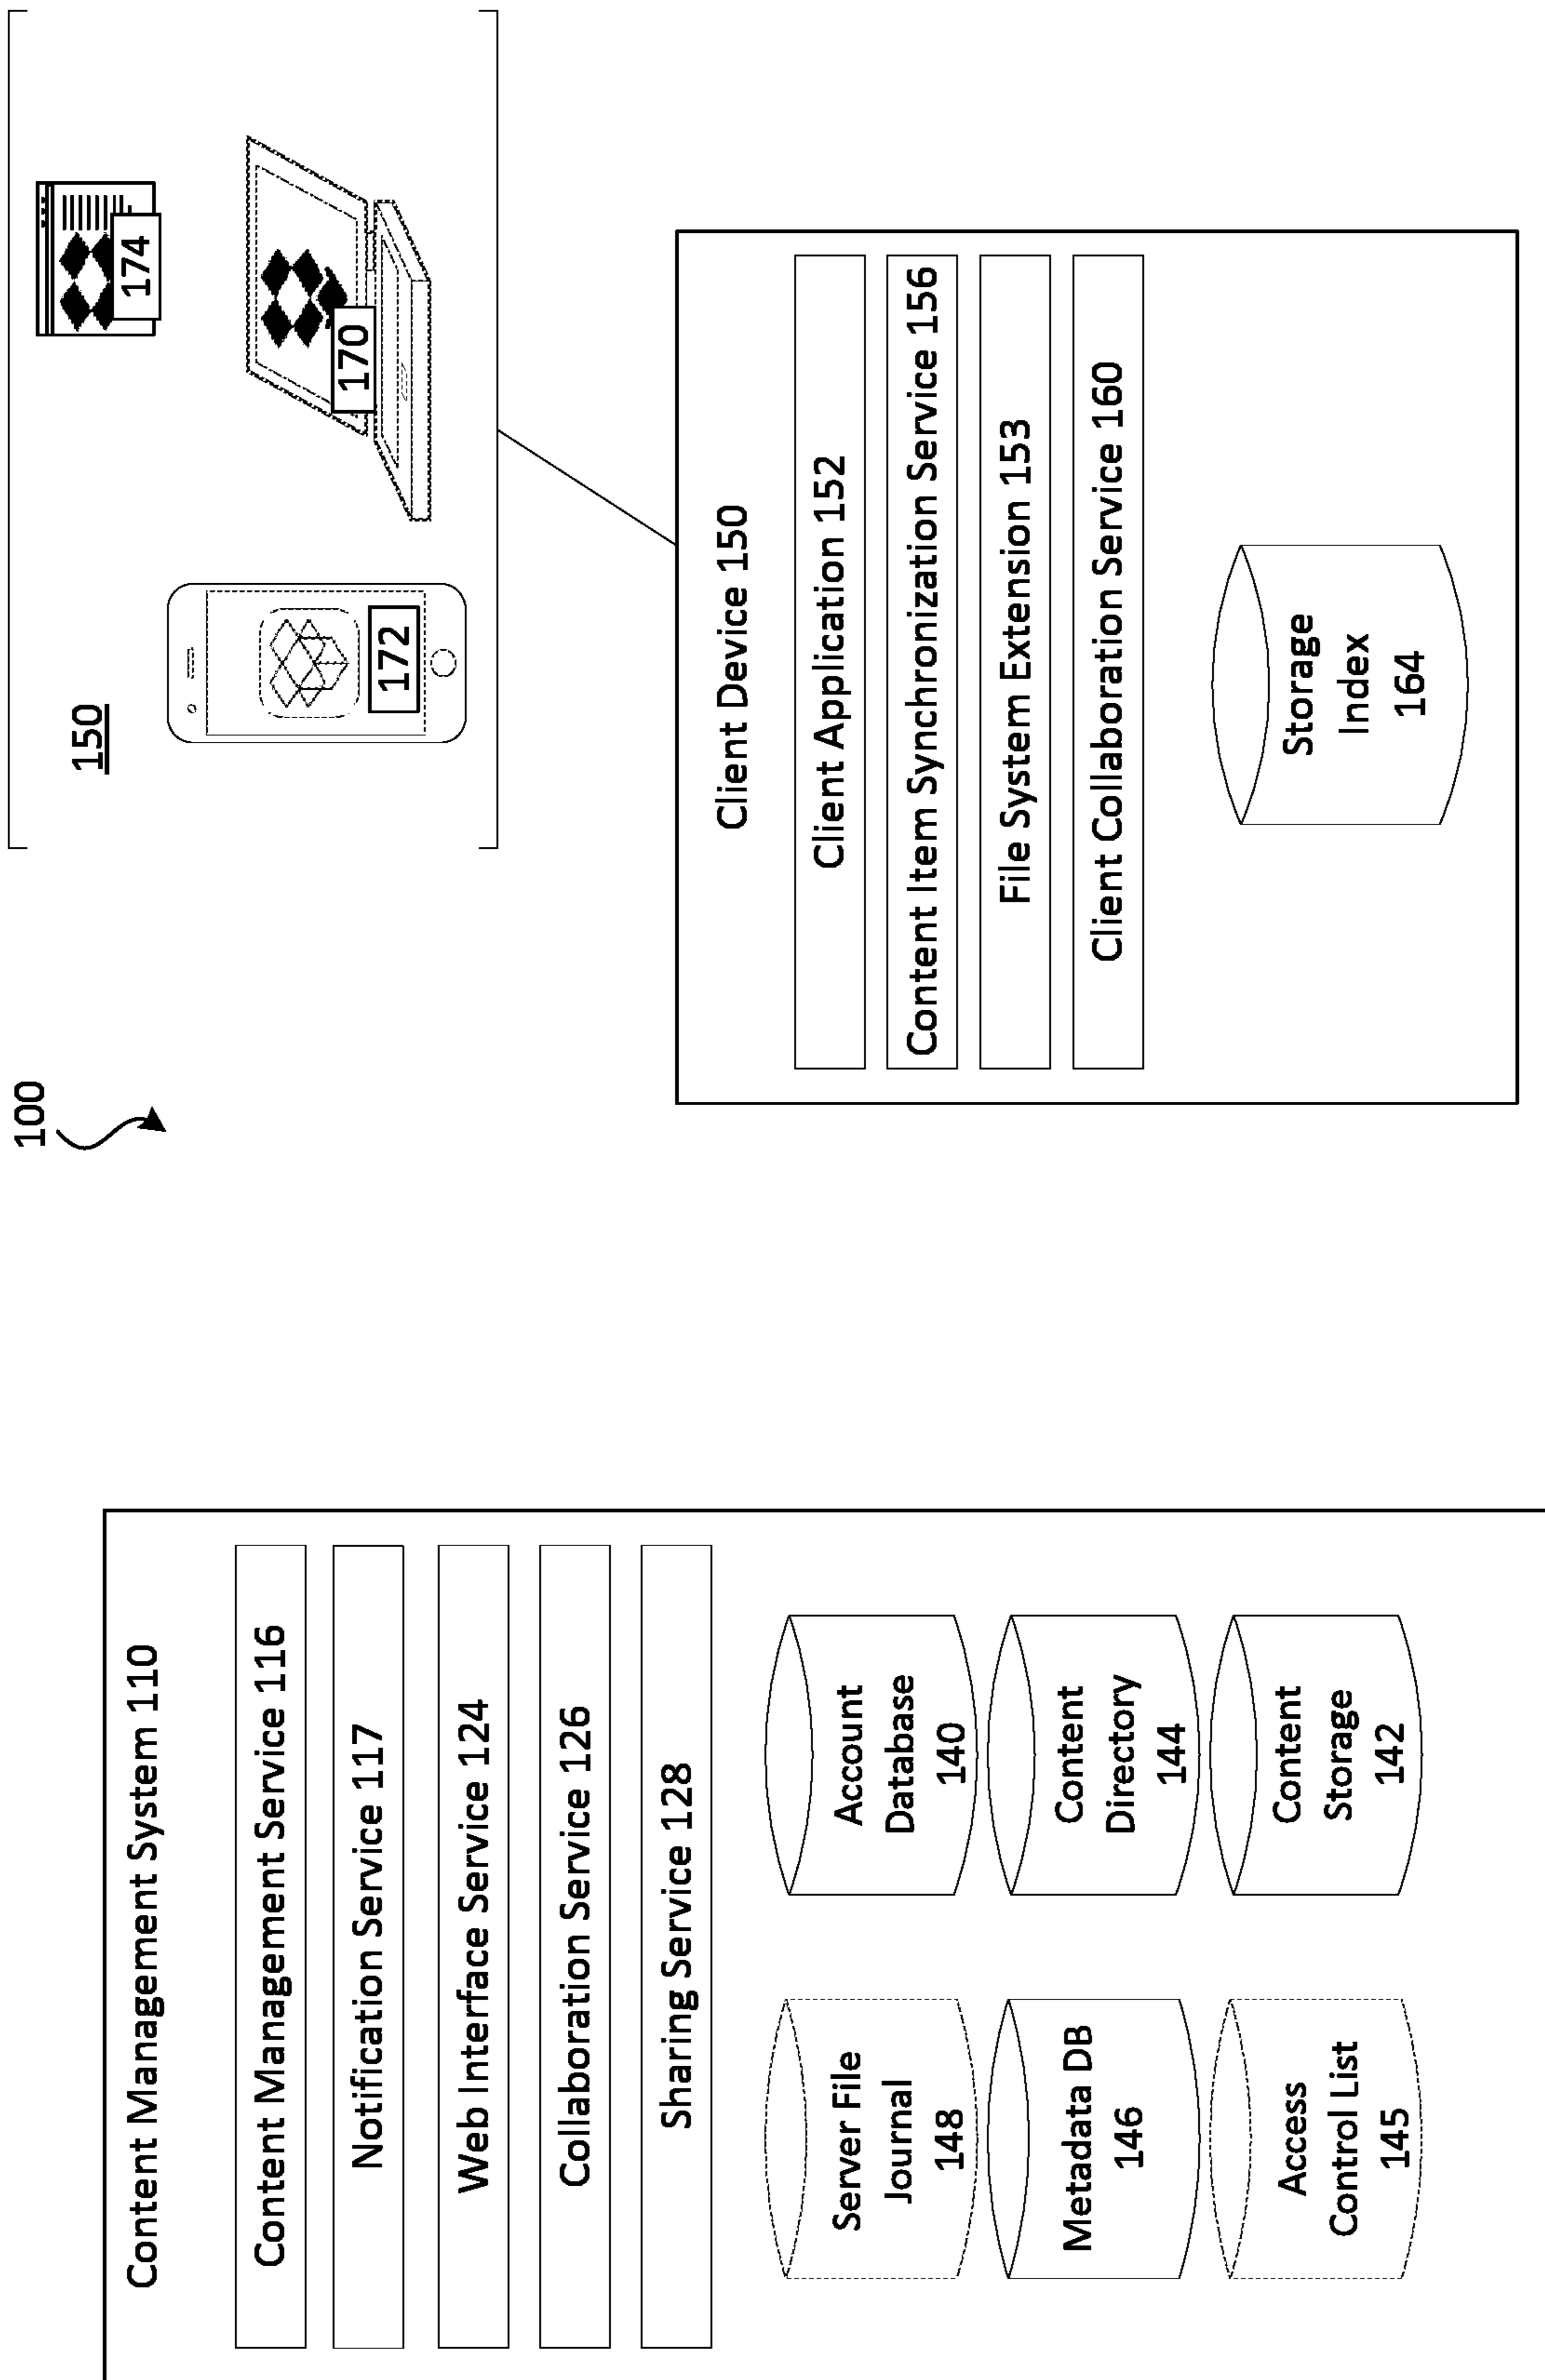 100
Content Management System 110
Content Management Service 116
Notification Service 117
Web Interface Service 124
Collaboration Service 126
Sharing Service 128
Server File
Journal
148
Account
Database
140
Metadata DB
146
Content
Directory
144
Access
Control List
145
Content
Storage
142
150
172
170
174
Client Device 150
Client Application 152
Content Item Synchronization Service 156
File System Extension 153
Client Collaboration Service 160
Storage
Index
164